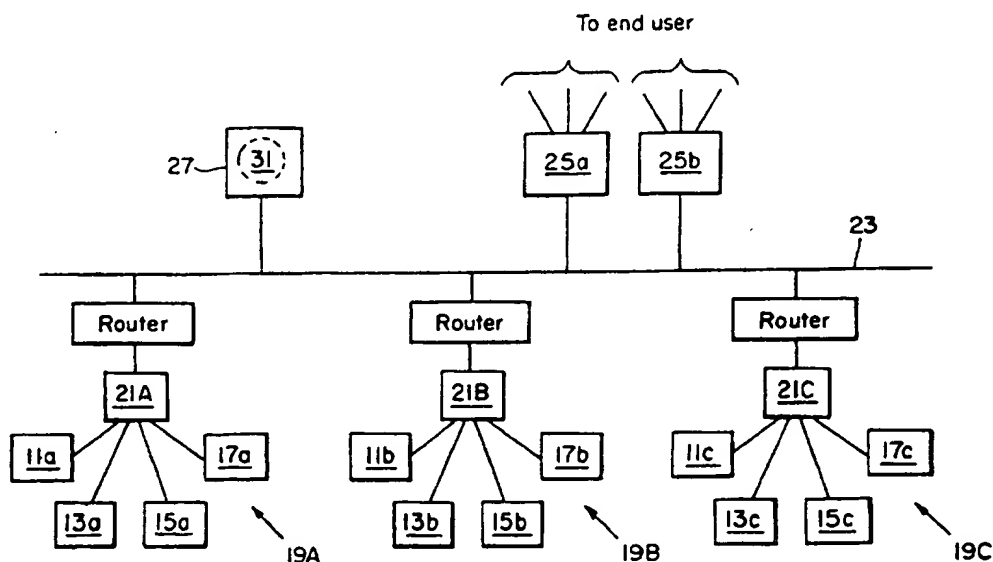 To end user
27
31
25a
25b
23
Router
Router
Router
21A
21B
21C
11a
17a
11b
17b
11c
17c
13a
15a
13b
15b
13c
15c
19A
19B
19C